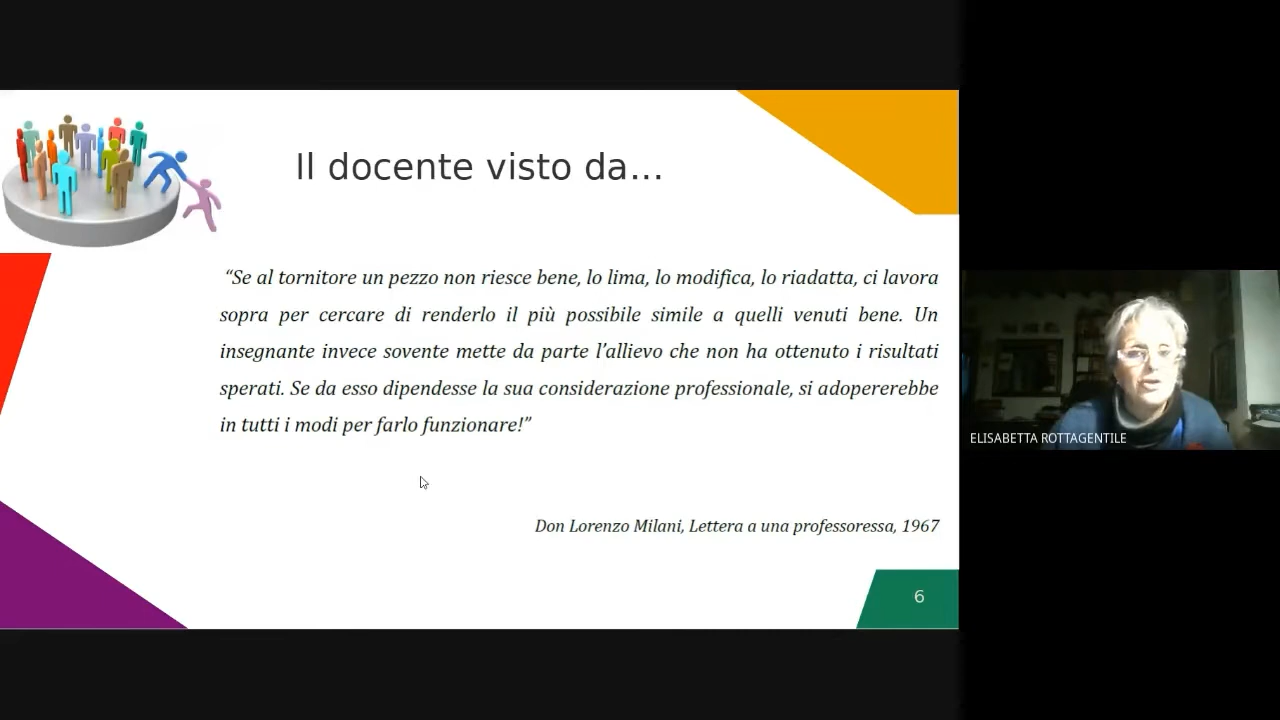 Il docente visto da...
“Se al tornitore un pezzo non riesce bene, lo lima, lo modifica, lo riadatta, ci lavora
sopra per cercare di renderlo il più possibile simile a quelli venuti bene. Un
insegnante invece sovente mette da parte l’allievo che non ha ottenuto i risultati
sperati. Se da esso dipendesse la sua considerazione professionale, si adopererebbe
in tutti i modi per farlo funzionare!”
Don Lorenzo Milani, Lettera a una professoressa, 1967
6
ELISABETTA ROTTAGENTILE